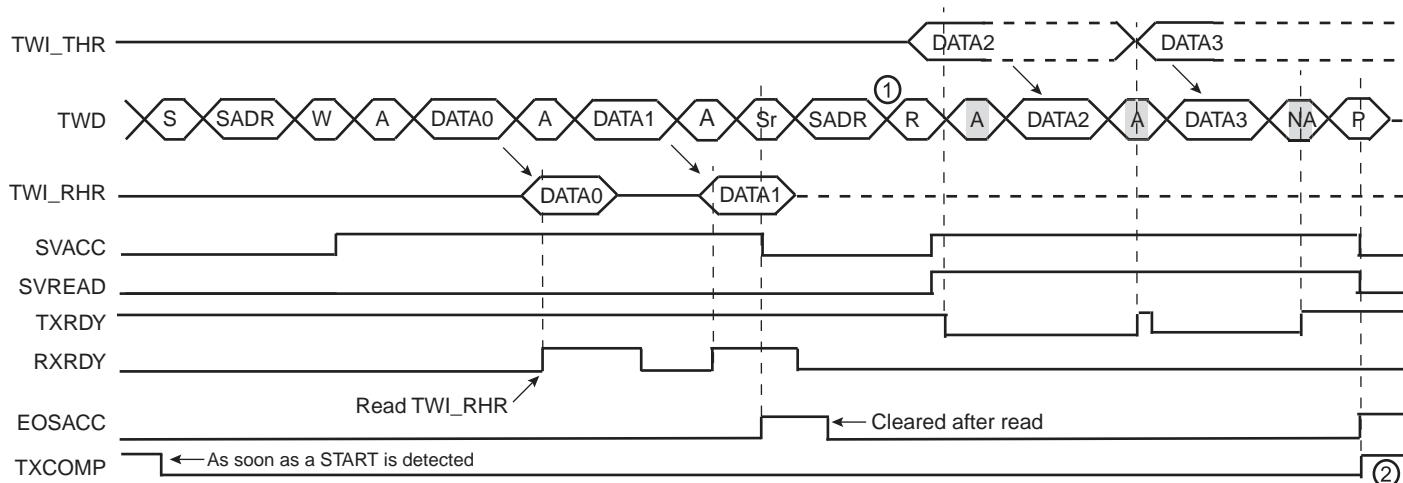 TWI_THR DATA2 DATA3
①
TWD S SADR W A DATA0 A DATA1 A Sr SADR R A DATA2 A DATA3 NA P
TWI_RHR DATA0 DATA1
SVACC
SVREAD
TXRDY
RXRDY
Read TWI_RHR
EOSACC Cleared after read
TXCOMP As soon as a START is detected ②